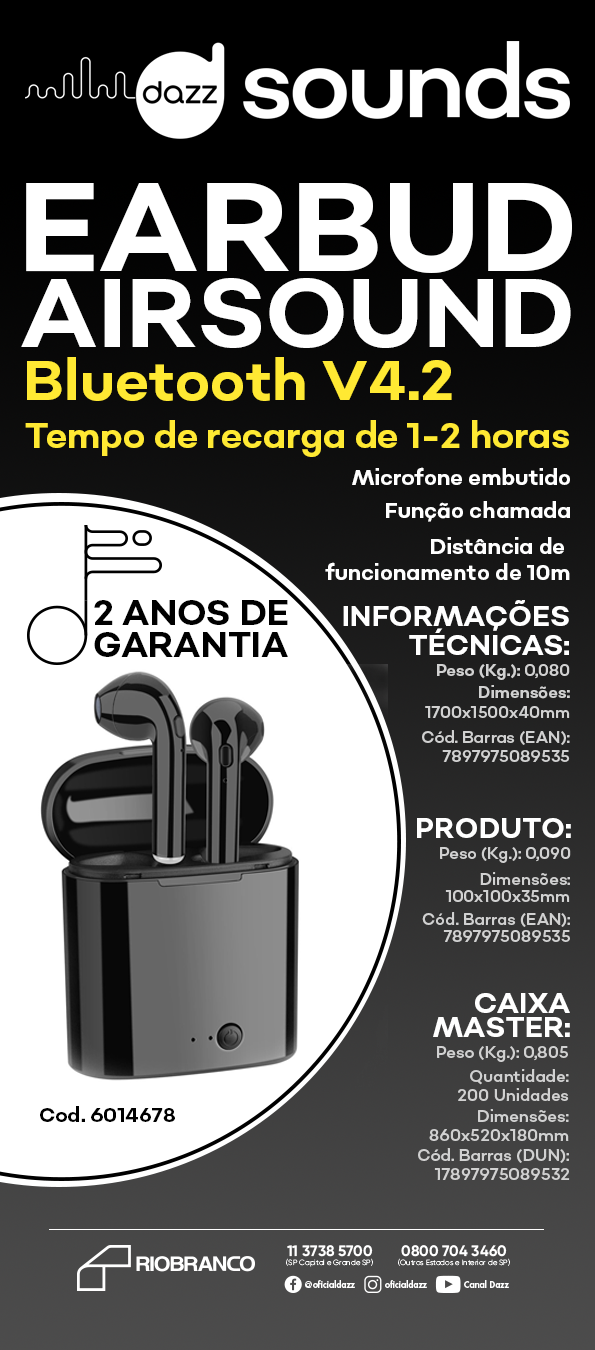 dazz sounds
EARBUD
AIRSOUND
Bluetooth V4.2
Tempo de recarga de 1-2 horas
Microfone embutido
Função chamada
Distância de
funcionamento de 10m
2 ANOS DE
GARANTIA
Cod. 6014678
INFORMAÇÕES
TÉCNICAS:
Peso (Kg.): 0,080
Dimensões:
1700x1500x40mm
Cód. Barras (EAN):
7897975089535
PRODUTO:
Peso (Kg.): 0,090
Dimensões:
100x100x35mm
Cód. Barras (EAN):
7897975089535
CAIXA
MASTER:
Peso (Kg.): 0,805
Quantidade:
200 Unidades
Dimensões:
860x520x180mm
Cód. Barras (DUN):
17897975089532
RIOBRANCO
11 3738 5700
(SP Capital e Grande SP)
0800 704 3460
(Outros Estados e Interior de SP)
@oficialdazz
oficialdazz
Canal Dazz